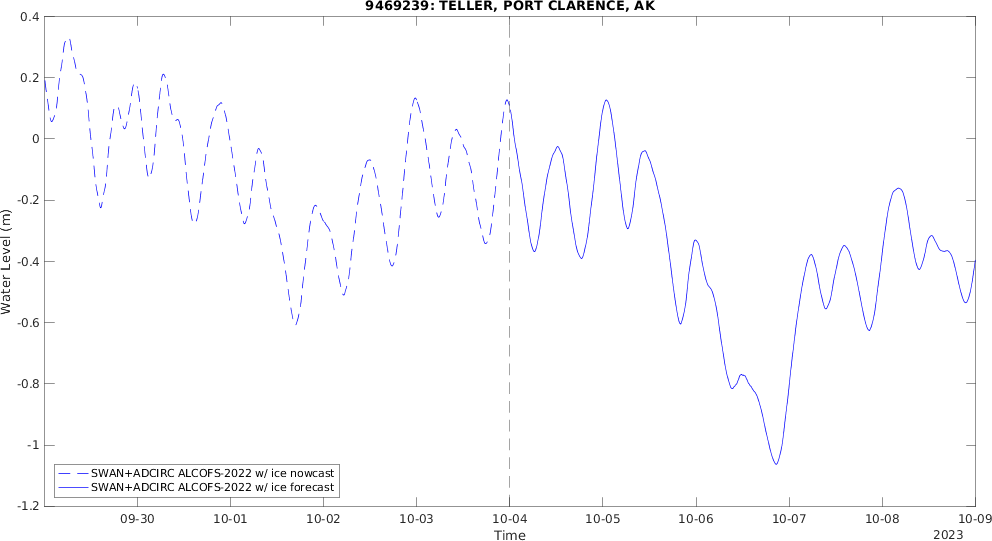 9469239: TELLER, PORT CLARENCE, AK
0.4
0.2
0
-0.2
-0.4
-0.6
-0.8
-1
-1.2
Water Level (m)
SWAN+ADCIRC ALCOFS-2022 w/ ice nowcast
SWAN+ADCIRC ALCOFS-2022 w/ ice forecast
09-30 10-01 10-02 10-03 10-04 10-05 10-06 10-07 10-08 10-09
Time
2023